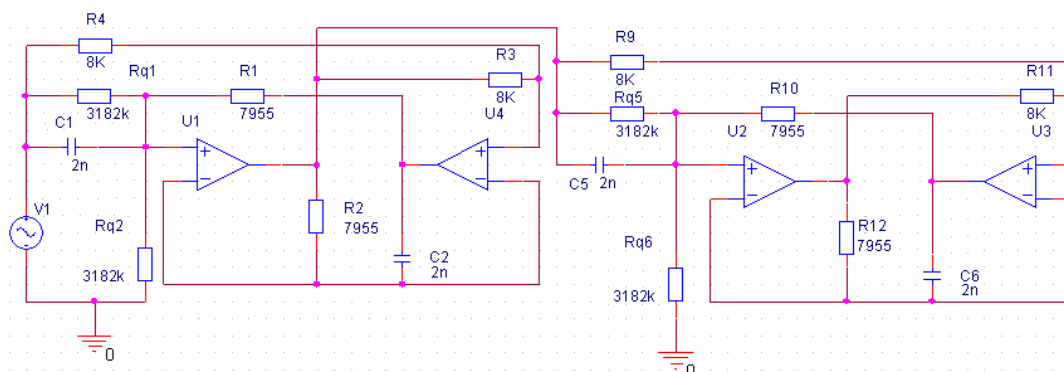 R4
8K
Rq1
3182k
R1
7955
C1
2n
U1
R3
8K
U4
V1
Rq2
3182k
R2
7955
C2
2n
0
R9
8K
Rq5
3182k
R10
7955
R11
8K
U2
U3
C5
2n
Rq6
3182k
R12
7955
C6
2n
0